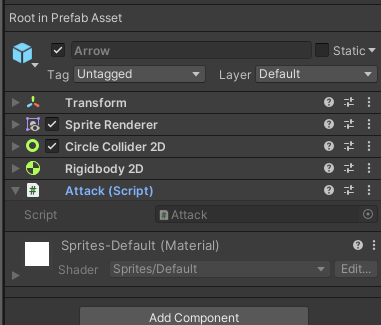 Root in Prefab Asset
Arrow Static
Tag Untagged Layer Default
Transform
Sprite Renderer
Circle Collider 2D
Rigidbody 2D
# Attack (Script)
Script # Attack
Sprites-Default (Material)
Shader Sprites/Default Edit...
Add Component